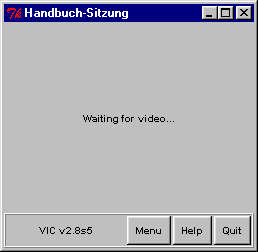 Handbuch-Sitzung
Waiting for video...
VIC v2.8s5 Menu Help Quit